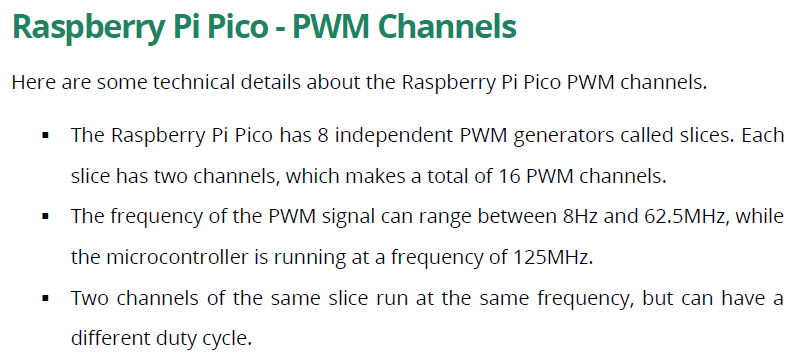 Raspberry Pi Pico - PWM Channels
Here are some technical details about the Raspberry Pi Pico PWM channels.
▪ The Raspberry Pi Pico has 8 independent PWM generators called slices. Each
slice has two channels, which makes a total of 16 PWM channels.
▪ The frequency of the PWM signal can range between 8Hz and 62.5MHz, while
the microcontroller is running at a frequency of 125MHz.
▪ Two channels of the same slice run at the same frequency, but can have a
different duty cycle.